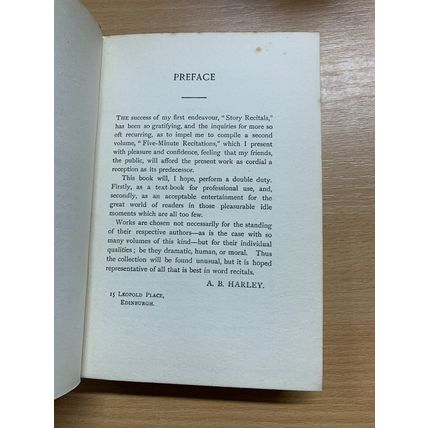 PREFACE
The success of my first endeavour, "Story Recitals,"
has been so gratifying, and the inquiries for more so
oft recurring, as to impel me to compile a second
volume, "Five-Minute Recitations," which I present
with pleasure and confidence, feeling that my friends,
the public, will afford the present work as cordial a
reception as its predecessor.
This book will, I hope, perform a double duty.
Firstly, as a text-book for professional use, and,
secondly, as an acceptable entertainment for the
great world of readers in those pleasurable idle
moments which are all too few.
Works are chosen not necessarily for the standing
of their respective authors—as is the case with so
many volumes of this kind—but for their individual
qualities; be they dramatic, human, or moral. Thus
the collection will be found unusual, but it is hoped
representative of all that is best in word recitals.
A. B. HARLEY.
15 Leopold Place,
Edinburgh.